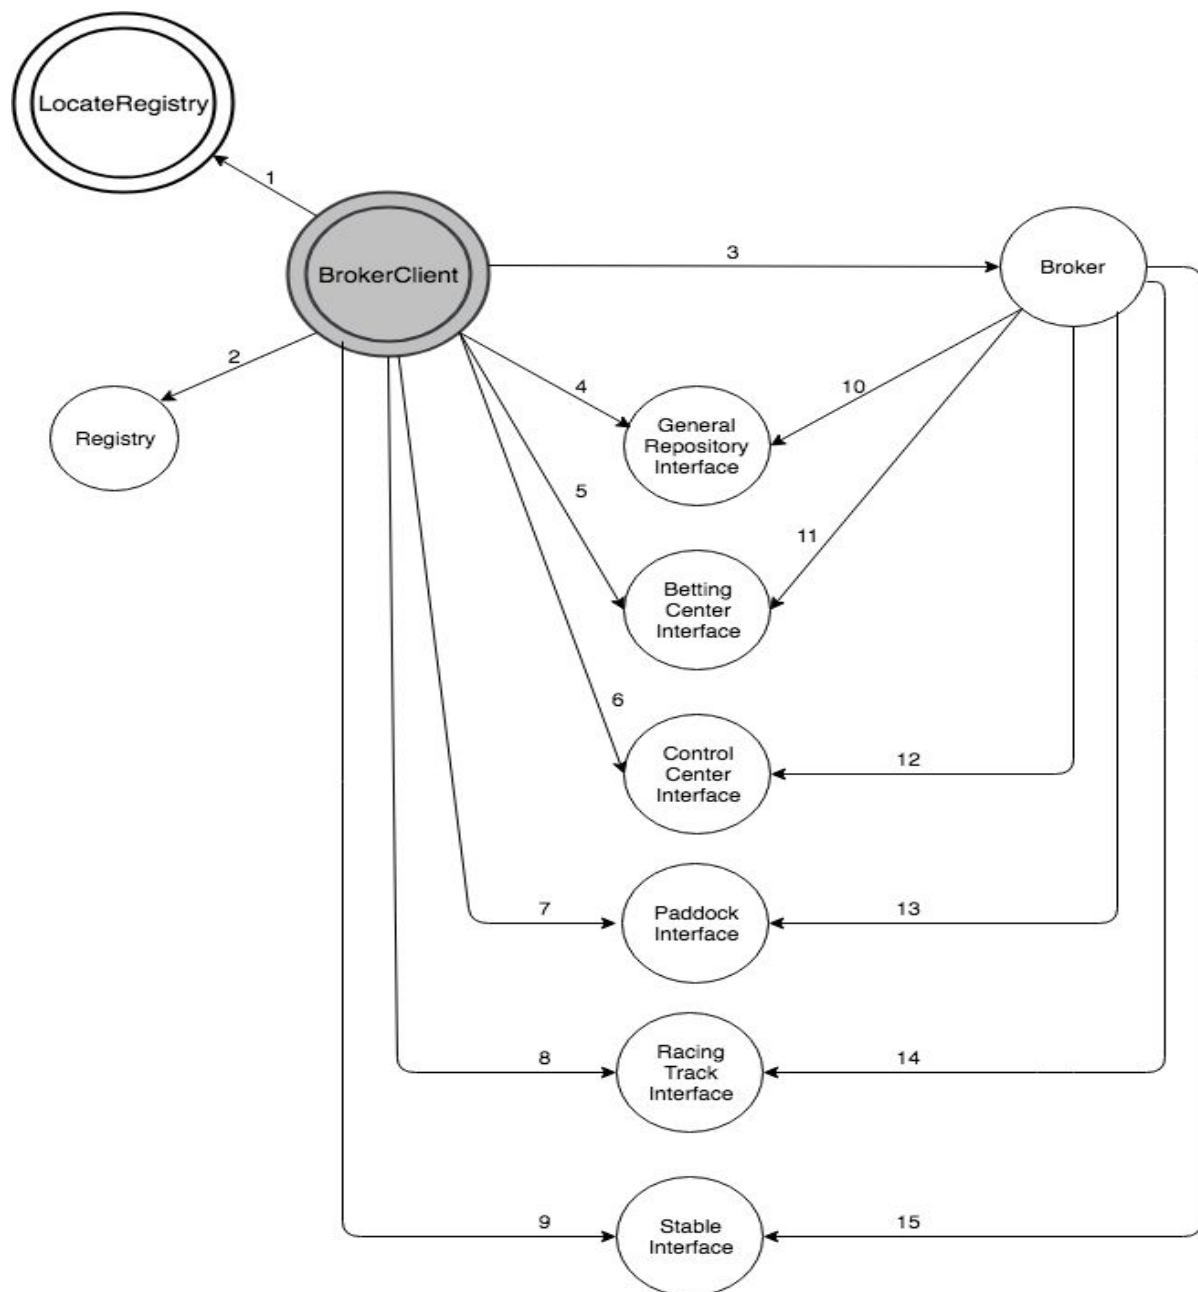 LocateRegistry
1
BrokerClient
3
Broker
2
Registry
4
10
General
Repository
Interface
5
11
Betting
Center
Interface
6
Control
Center
Interface
12
7
Paddock
Interface
13
8
Racing
Track
Interface
14
9
Stable
Interface
15